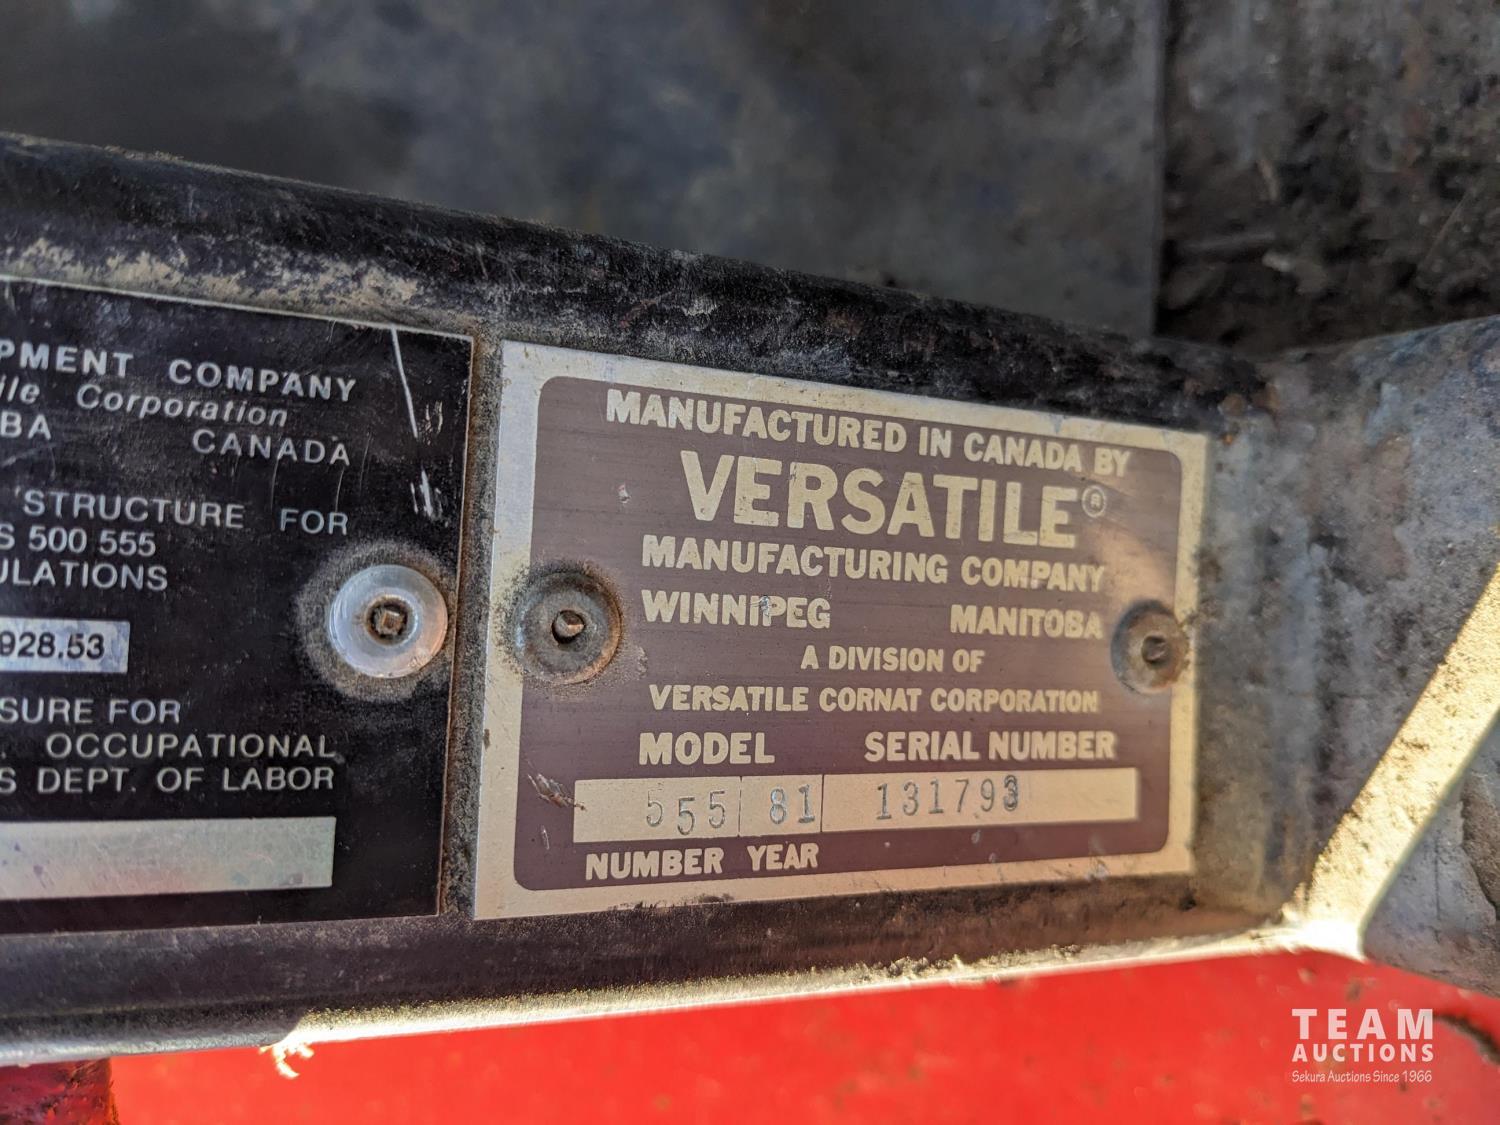 PMENT COMPANY
ile Corporation
BA CANADA
STRUCTURE FOR
S 500 555
ULATIONS
928.53
SURE FOR
OCCUPATIONAL
S DEPT. OF LABOR
MANUFACTURED IN CANADA BY
VERSATILE®
MANUFACTURING COMPANY
WINNIPEG MANITOBA
A DIVISION OF
VERSATILE CORNAT CORPORATION
MODEL SERIAL NUMBER
555 81 131793
NUMBER YEAR
TEAM
AUCTIONS
Sekura Auctions Since 1966